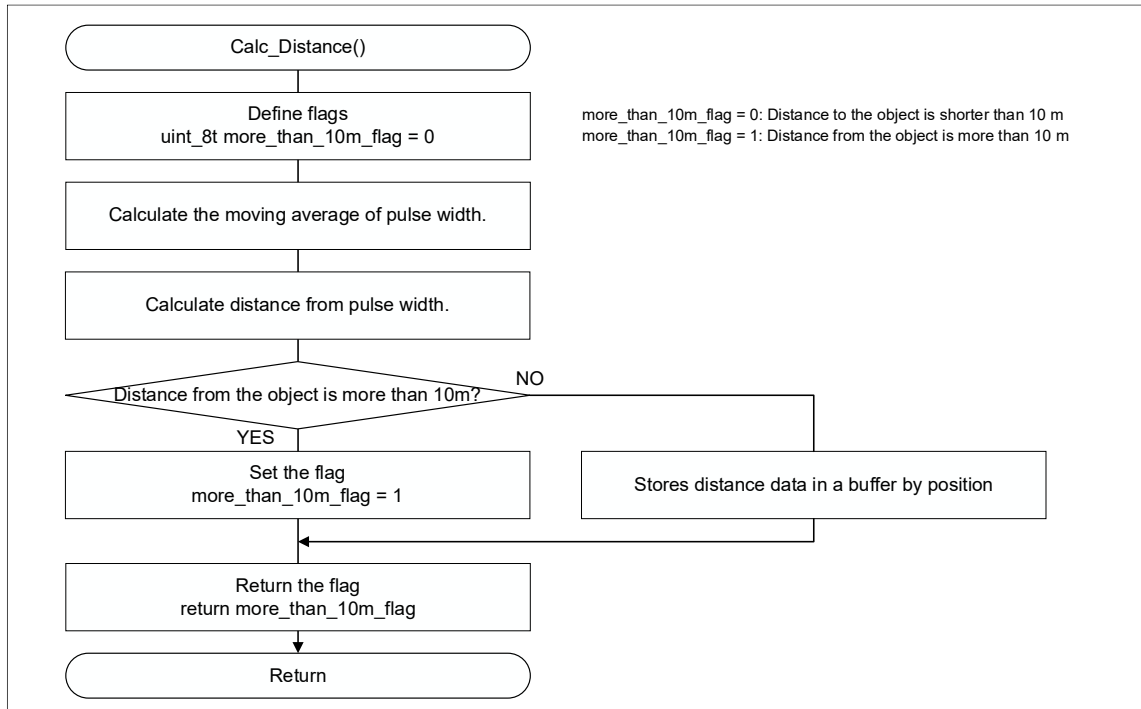 Calc_Distance()
Define flags
uint_8t more_than_10m_flag = 0
more_than_10m_flag = 0: Distance to the object is shorter than 10 m
more_than_10m_flag = 1: Distance from the object is more than 10 m
Calculate the moving average of pulse width.
Calculate distance from pulse width.
Distance from the object is more than 10m?
NO
YES
Set the flag
more_than_10m_flag = 1
Stores distance data in a buffer by position
Return the flag
return more_than_10m_flag
Return